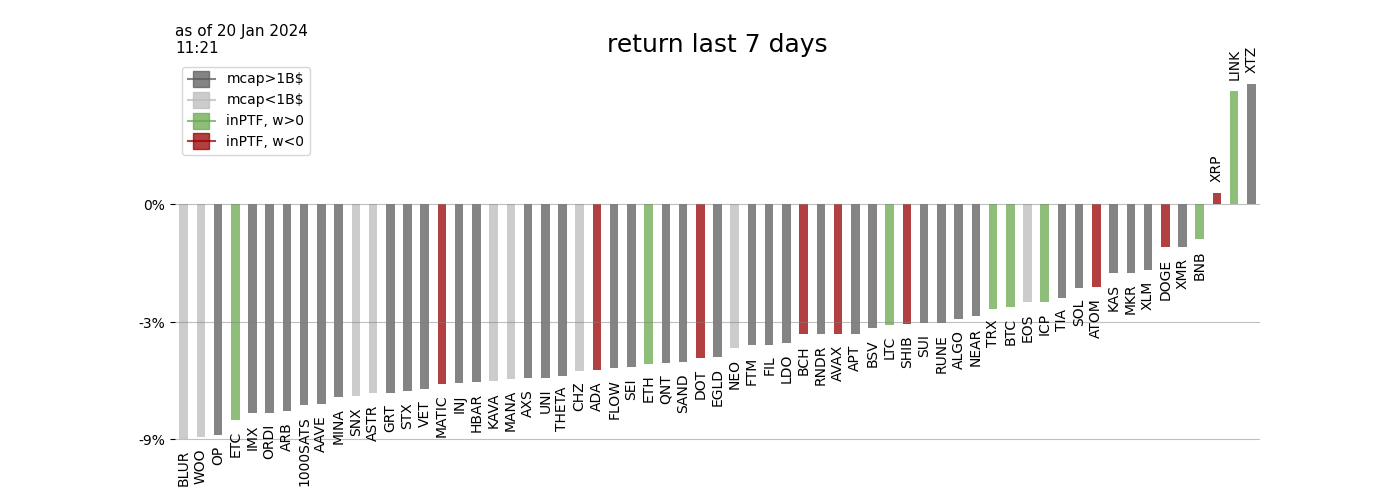 as of 20 Jan 2024
11:21
return last 7 days
mcap>1B$
mcap<1B$
inPTF, w>0
inPTF, w<0
0%
-3%
-9%
BLUR
WOO
OP
ETC
IMX
ORDI
ARB
1000SATS
AAVE
MINA
SNX
ASTR
GRT
STX
VET
MATIC
INJ
HBAR
KAVA
MANA
AXS
UNI
THETA
CHZ
ADA
FLOW
SEI
ETH
QNT
SAND
DOT
EGLD
NEO
FTM
FIL
LDO
BCH
RNDR
AVAX
APT
BSV
LTC
SHIB
SUI
RUNE
ALGO
NEAR
TRX
BTC
EOS
ICP
TIA
SOL
ATOM
KAS
MKR
XLM
DOGE
XMR
BNB
XRP
LINK
XTZ